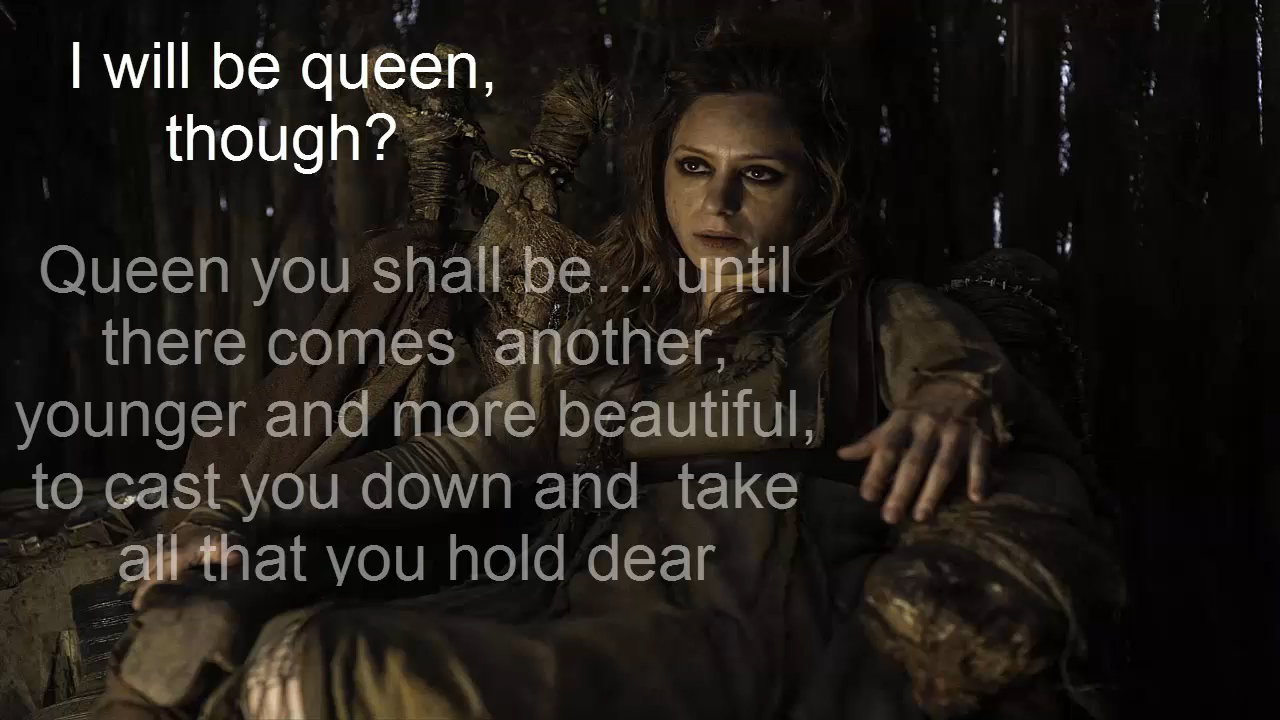 I will be queen,
though?
Queen you shall be... until
there comes  another,
younger and more beautiful,
to cast you down and  take
all that you hold dear